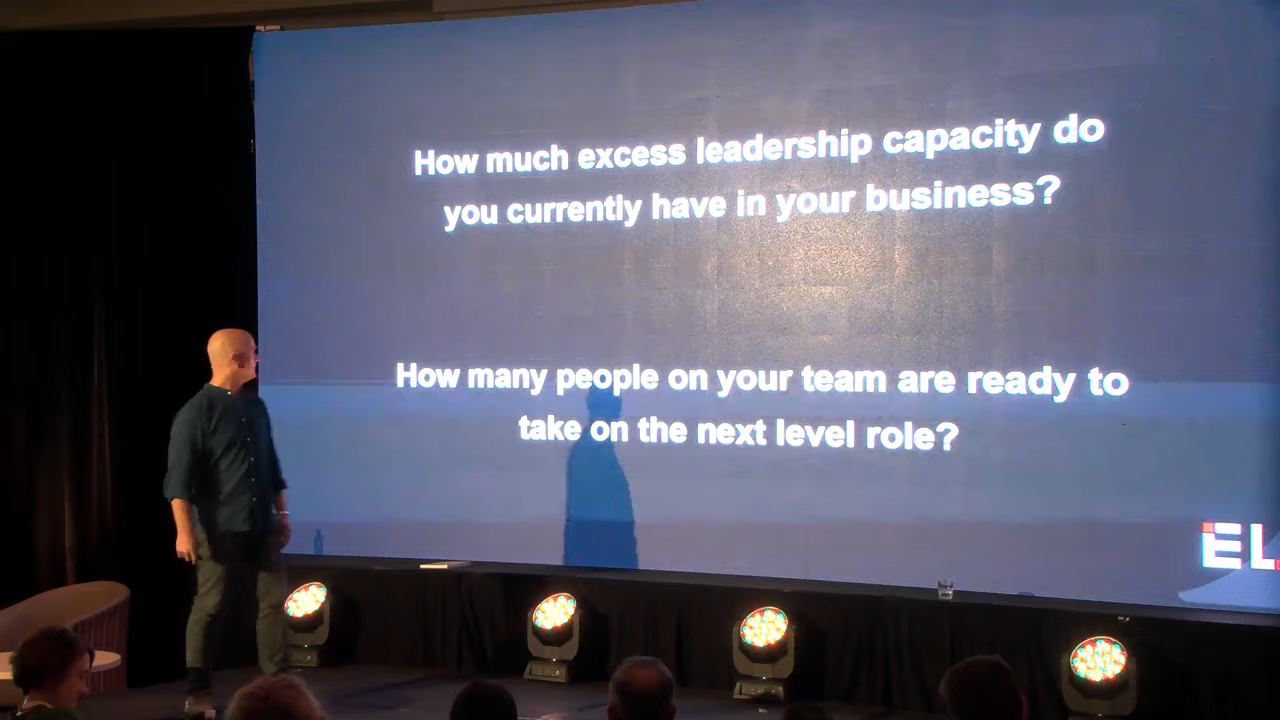 How much excess leadership capacity do
you currently have in your business?
How many people on your team are ready to
take on the next level role?
EL